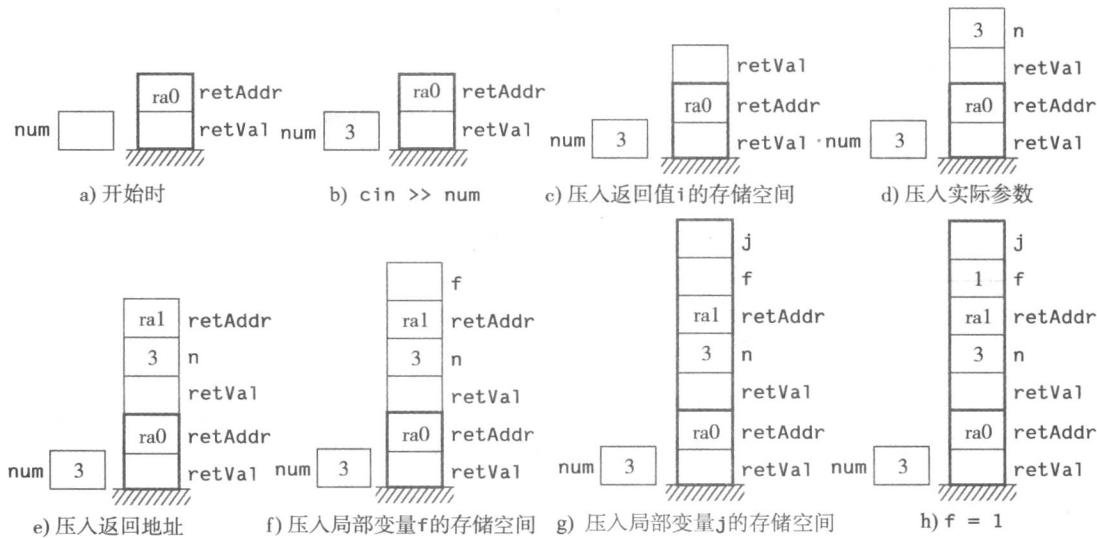 ra0 retAddr
num retVal
a) 开始时
ra0 retAddr
num 3 retVal
b) cin >> num
retVal
ra0 retAddr
num 3 retVal
c) 压入返回值i的存储空间
3 n
retVal
ra0 retAddr
num 3 retVal
d) 压入实际参数
ra1 retAddr
3 n
retVal
ra0 retAddr
num 3 retVal
e) 压入返回地址
f
ra1 retAddr
3 n
retVal
ra0 retAddr
num 3 retVal
f) 压入局部变量f的存储空间
j
f
ra1 retAddr
3 n
retVal
ra0 retAddr
num 3 retVal
g) 压入局部变量j的存储空间
j
1 f
ra1 retAddr
3 n
retVal
ra0 retAddr
num 3 retVal
h) f = 1